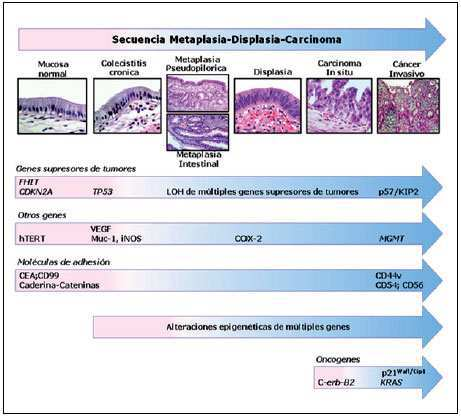 Secuencia Metaplasia-Displasia-Carcinoma
Mucosa
normal
Colecistitis
cronica
Metaplasia
Pseudopilorica
Displasia
Carcinoma
In situ
Cáncer
Invasivo
Metaplasia
Intestinal
Genes supresores de tumores
FHIT
CDKN2A TP53 LOH de múltiples genes supresores de tumores p57/KIP2
Otros genes
VEGF
hTERT Muc-1, iNOS COX-2 MGMT
Moléculas de adhesión
CEA;CD99 CD44v
Caderina-Cateninas CD54; CD56
Alteraciones epigenéticas de múltiples genes
Oncogenes
p21Waf1/Cip1
C-erb-B2 KRAS